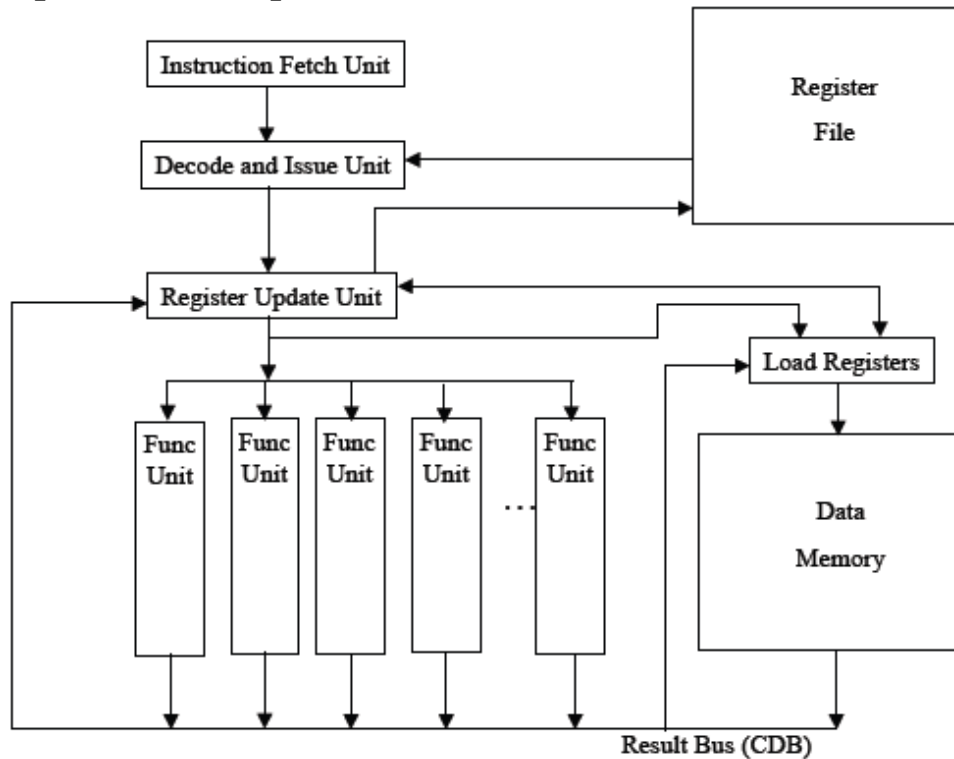 Instruction Fetch Unit
Register
File
Decode and Issue Unit
Register Update Unit
Load Registers
Func
Unit
Func
Unit
Func
Unit
Func
Unit
...
Func
Unit
Data
Memory
Result Bus (CDB)